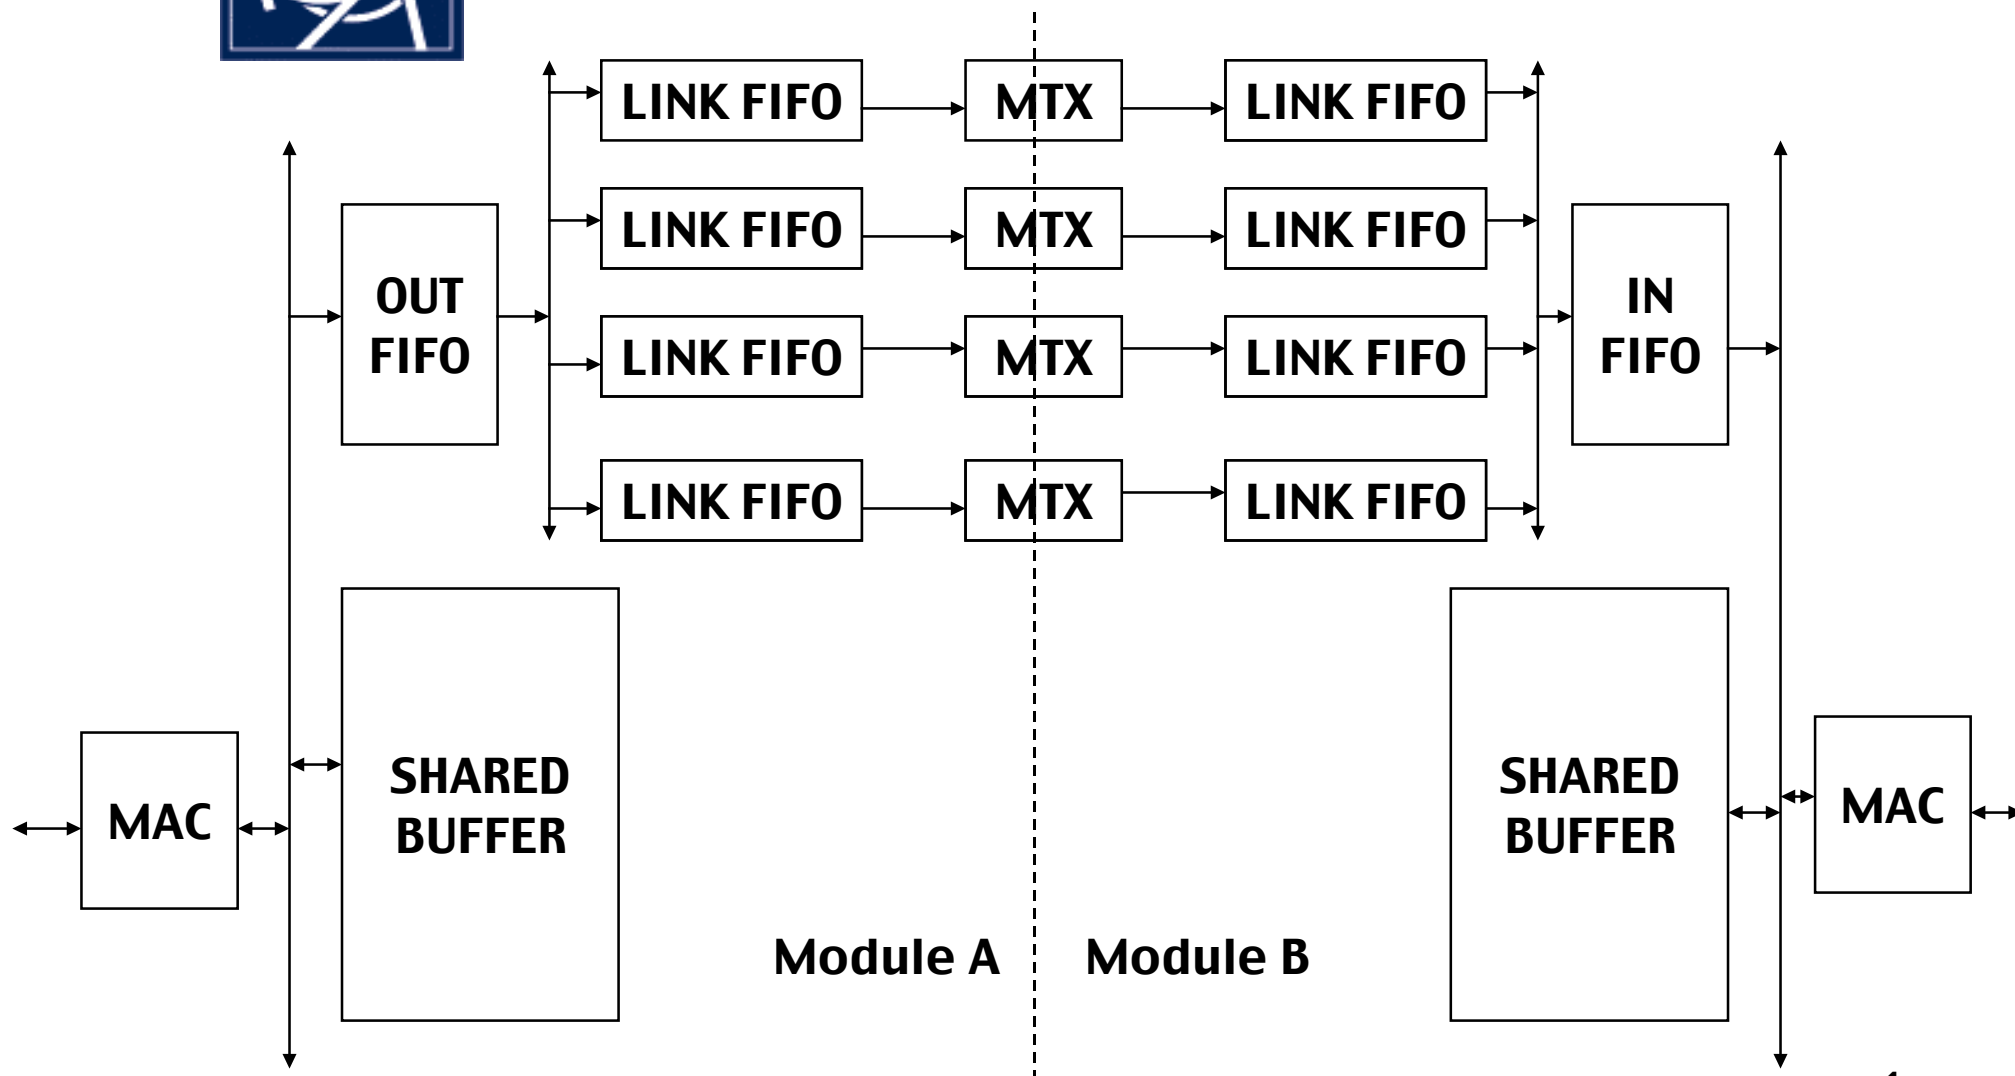 LINK FIFO MTX LINK FIFO
LINK FIFO MTX LINK FIFO
OUT
FIFO
IN
FIFO
LINK FIFO MTX LINK FIFO
LINK FIFO MTX LINK FIFO
SHARED
BUFFER
SHARED
BUFFER
MAC
MAC
Module A
Module B